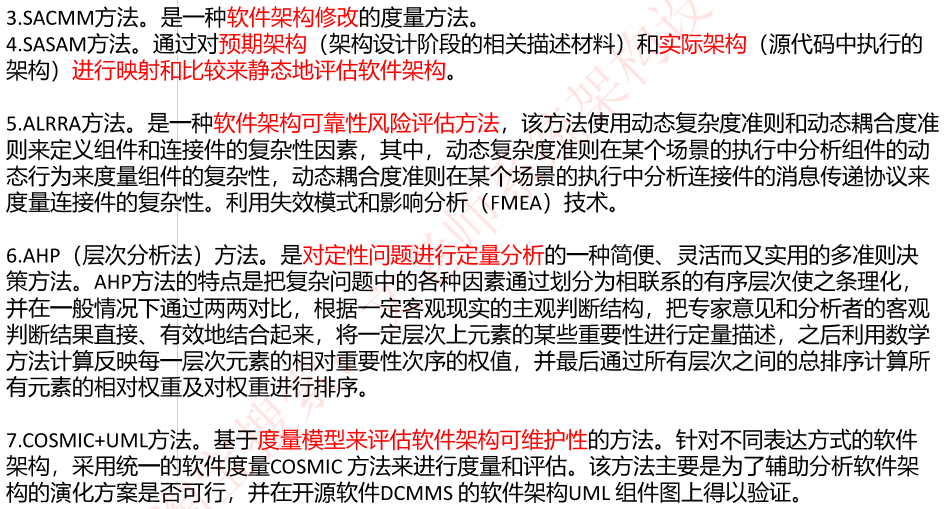 3.SACMM方法。是一种软件架构修改的度量方法。
4.SASAM方法。通过对预期架构（架构设计阶段的相关描述材料）和实际架构（源代码中执行的
架构）进行映射和比较来静态地评估软件架构。
5.ALRRA方法。是一种软件架构可靠性风险评估方法，该方法使用动态复杂度准则和动态耦合度准
则来定义组件和连接件的复杂性因素，其中，动态复杂度准则在某个场景的执行中分析组件的动
态行为来度量组件的复杂性，动态耦合度准则在某个场景的执行中分析连接件的消息传递协议来
度量连接件的复杂性。利用失效模式和影响分析（FMEA）技术。
6.AHP（层次分析法）方法。是对定性问题进行定量分析的一种简便、灵活而又实用的多准则决
策方法。AHP方法的特点是把复杂问题中的各种因素通过划分为相联系的有序层次使之条理化，
并在一般情况下通过两两对比，根据一定客观现实的主观判断结构，把专家意见和分析者的客观
判断结果直接、有效地结合起来，将一定层次上元素的某些重要性进行定量描述，之后利用数学
方法计算反映每一层次元素的相对重要性次序的权值，并最后通过所有层次之间的总排序计算所
有元素的相对权重及对权重进行排序。
7.COSMIC+UML方法。基于度量模型来评估软件架构可维护性的方法。针对不同表达方式的软件
架构，采用统一的软件度量COSMIC 方法来进行度量和评估。该方法主要是为了辅助分析软件架
构的演化方案是否可行，并在开源软件DCMMS 的软件架构UML 组件图上得以验证。